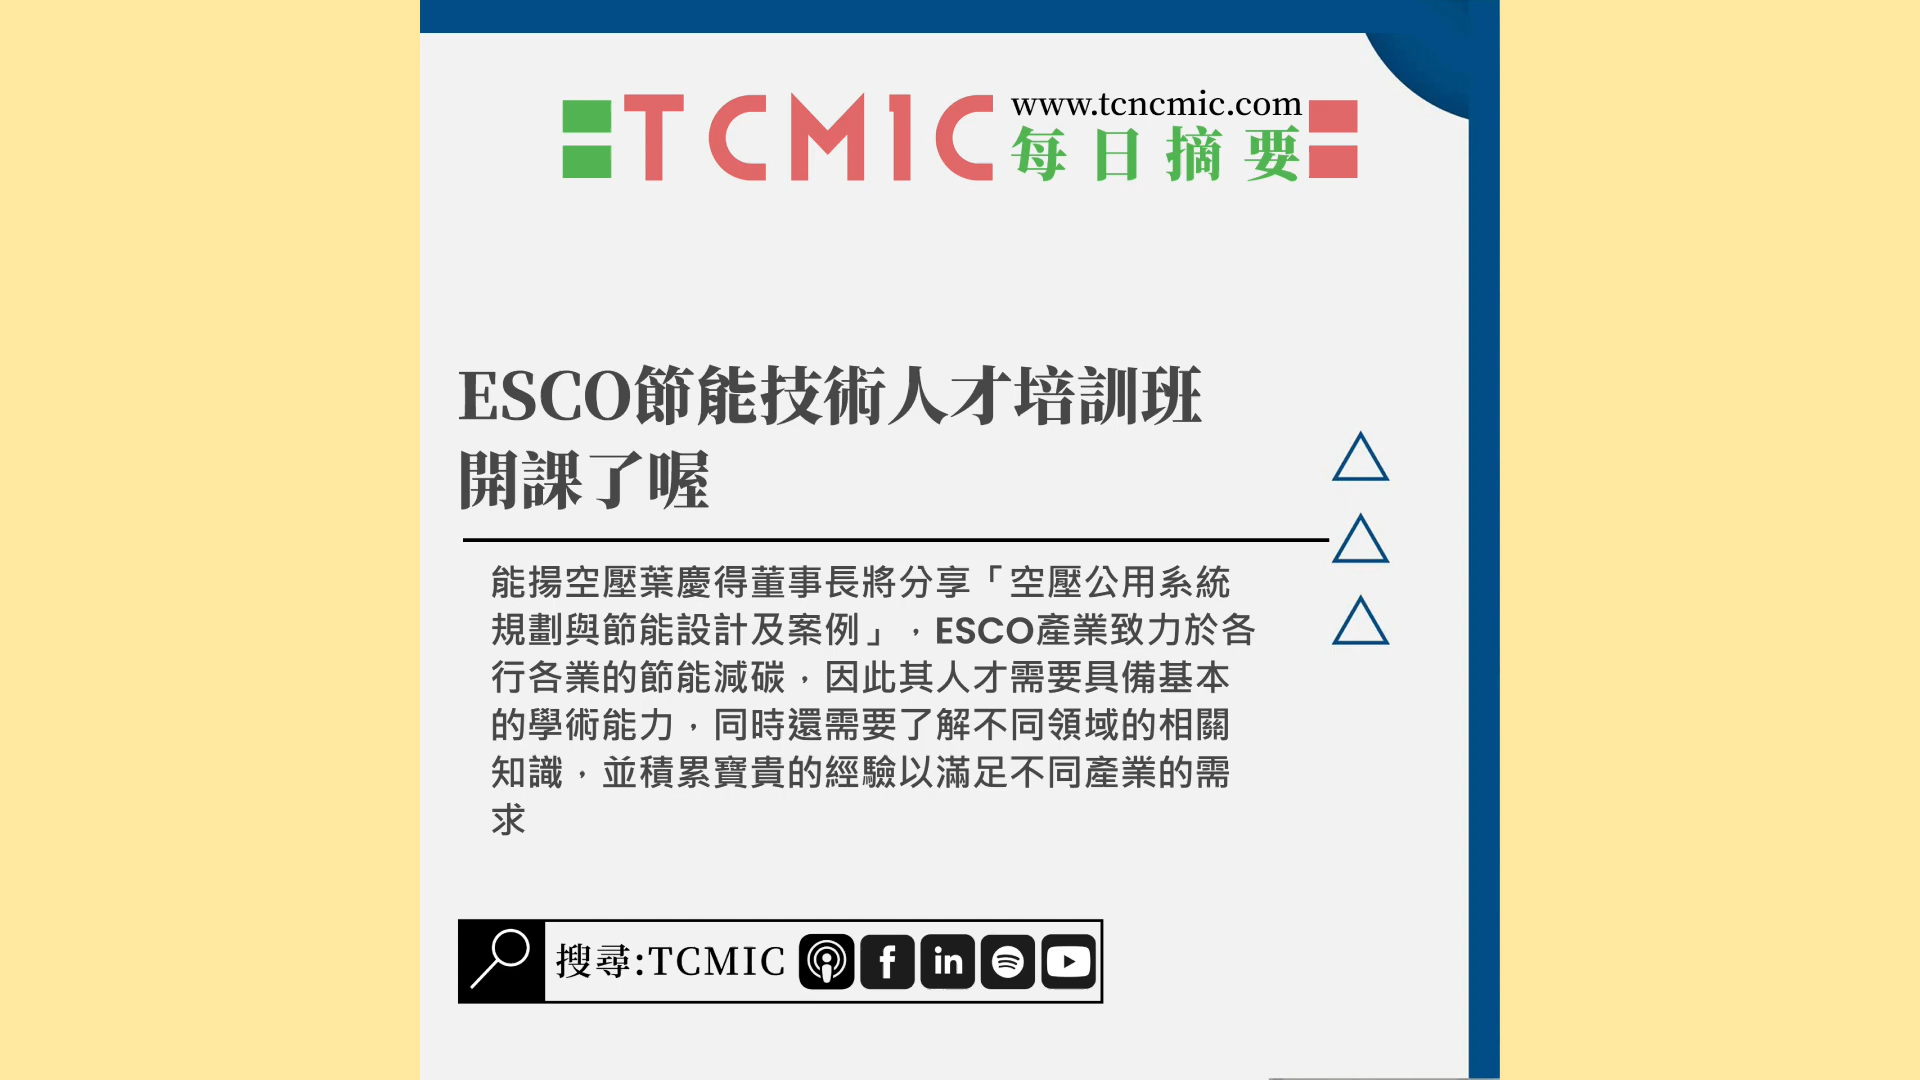 TCMIC
www.tcncmic.com
每日摘要
ESCO節能技術人才培訓班
開課了喔
能揚空壓葉慶得董事長將分享「空壓公用系統
規劃與節能設計及案例」，ESCO產業致力於各
行各業的節能減碳，因此其人才需要具備基本
的學術能力，同時還需要了解不同領域的相關
知識，並積累寶貴的經驗以滿足不同產業的需
求
搜尋:TCMIC